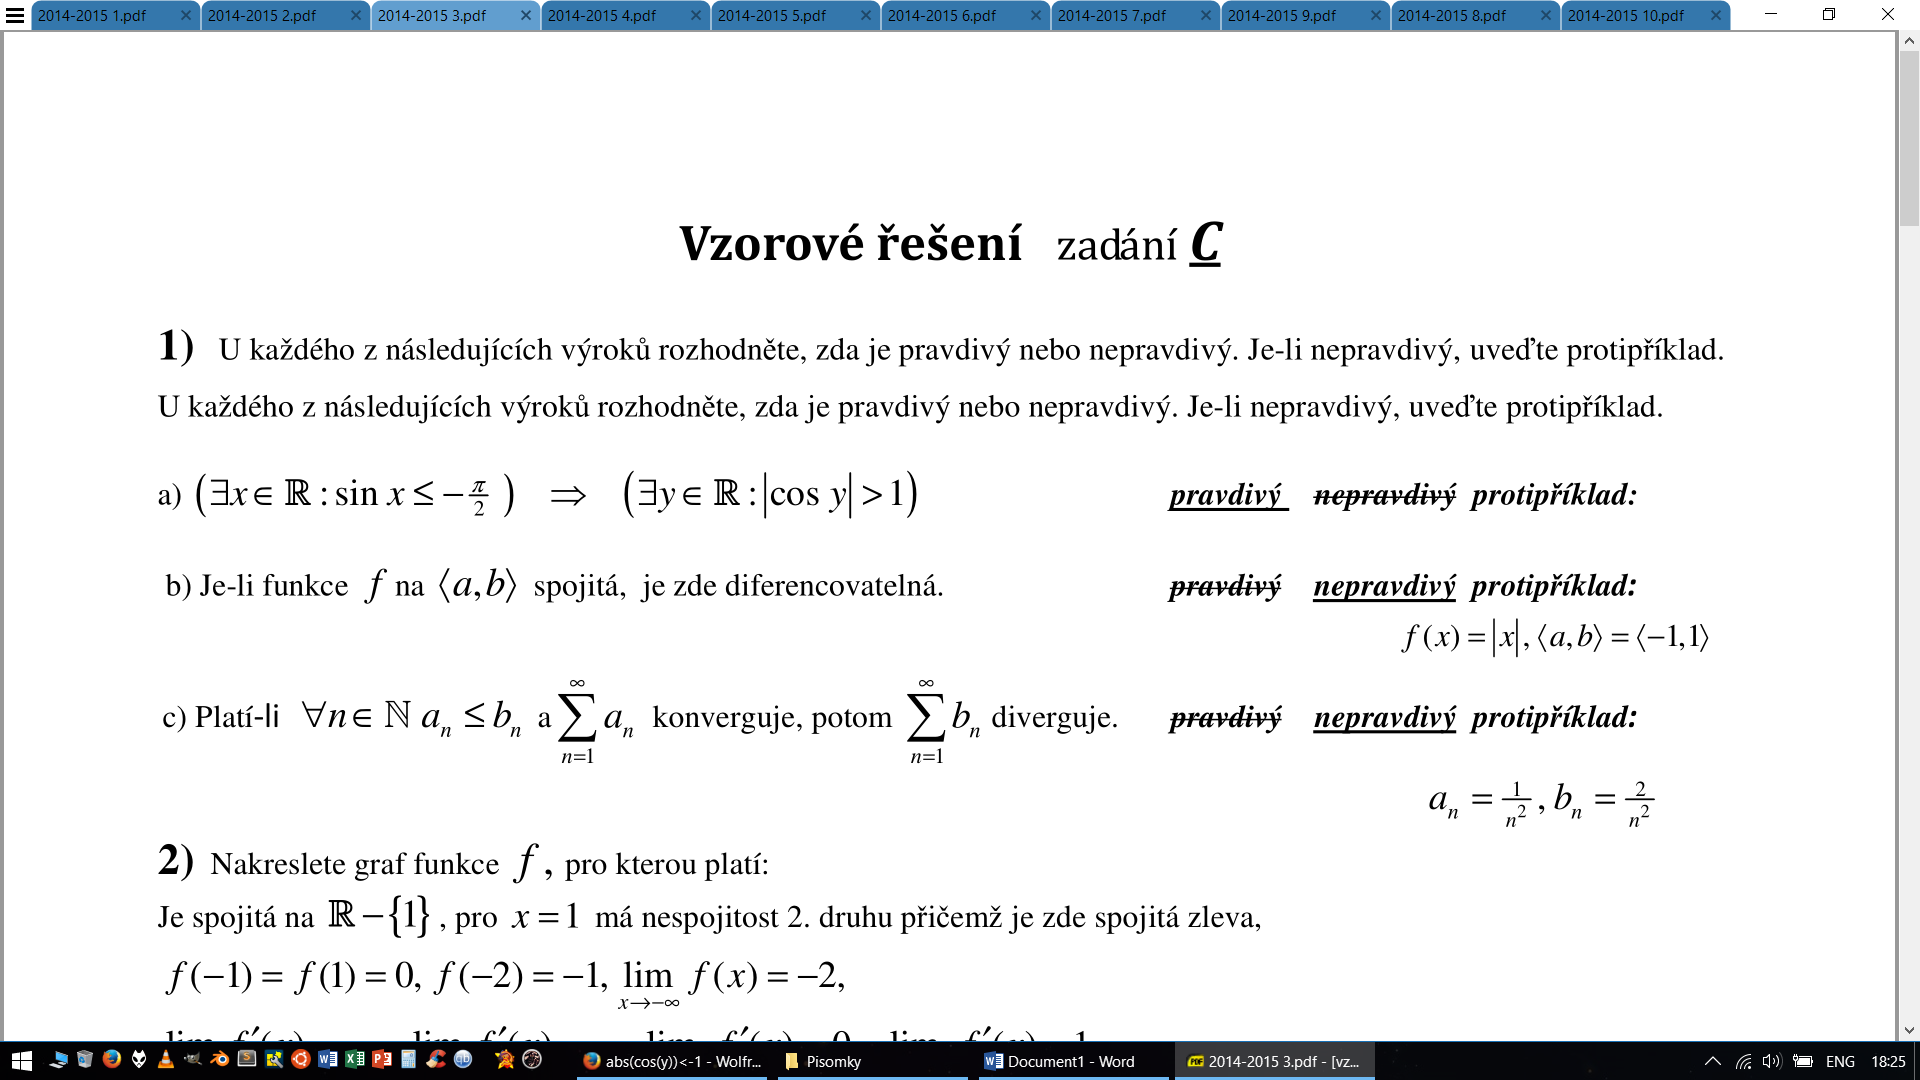 2014-2015 1.pdf 2014-2015 2.pdf 2014-2015 3.pdf 2014-2015 4.pdf 2014-2015 5.pdf 2014-2015 6.pdf 2014-2015 7.pdf 2014-2015 9.pdf 2014-2015 8.pdf 2014-2015 10.pdf
Vzorové řešení zadání C
1) U každého z následujících výroků rozhodněte, zda je pravdivý nebo nepravdivý. Je-li nepravdivý, uveďte protipříklad.
U každého z následujících výroků rozhodněte, zda je pravdivý nebo nepravdivý. Je-li nepravdivý, uveďte protipříklad.
a) (∃x∈ℝ : sin x ≤ −π/2) ⇒ (∃y∈ℝ : |cos y| > 1) pravdivý nepravdivý protipříklad:
b) Je-li funkce f na ⟨a,b⟩ spojitá, je zde diferencovatelná. pravdivý nepravdivý protipříklad:
f(x) = |x|, ⟨a,b⟩ = ⟨−1,1⟩
c) Platí-li ∀n∈ℕ aₙ ≤ bₙ a ∑_{n=1}^{∞} aₙ konverguje, potom ∑_{n=1}^{∞} bₙ diverguje. pravdivý nepravdivý protipříklad:
aₙ = 1/n², bₙ = 2/n²
2) Nakreslete graf funkce f, pro kterou platí:
Je spojitá na ℝ−{1}, pro x = 1 má nespojitost 2. druhu přičemž je zde spojitá zleva,
f(−1) = f(1) = 0, f(−2) = −1, lim_{x→−∞} f(x) = −2,
abs(cos(y))<-1 - Wolfr... Pisomky Document1 - Word 2014-2015 3.pdf - [vz... ENG 18:25